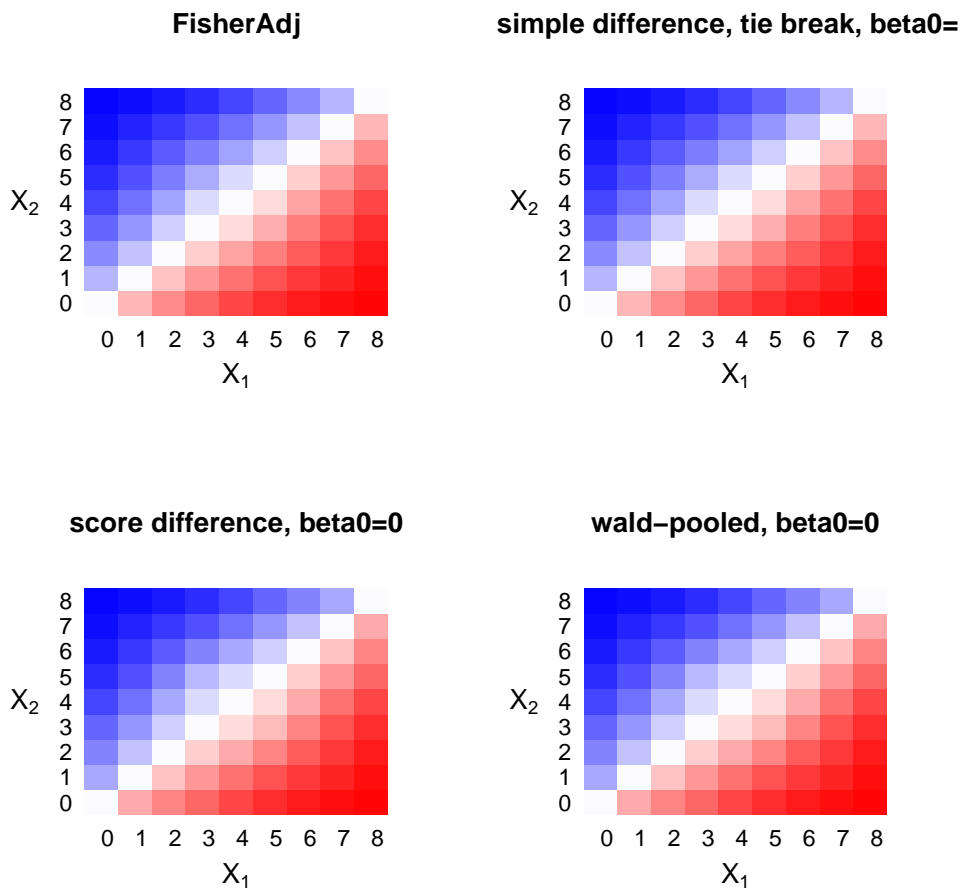 FisherAdj
8
7
6
5
4
3
2
1
0
X₂
0 1 2 3 4 5 6 7 8
X₁
simple difference, tie break, beta0=
8
7
6
5
4
3
2
1
0
X₂
0 1 2 3 4 5 6 7 8
X₁
score difference, beta0=0
8
7
6
5
4
3
2
1
0
X₂
0 1 2 3 4 5 6 7 8
X₁
wald−pooled, beta0=0
8
7
6
5
4
3
2
1
0
X₂
0 1 2 3 4 5 6 7 8
X₁